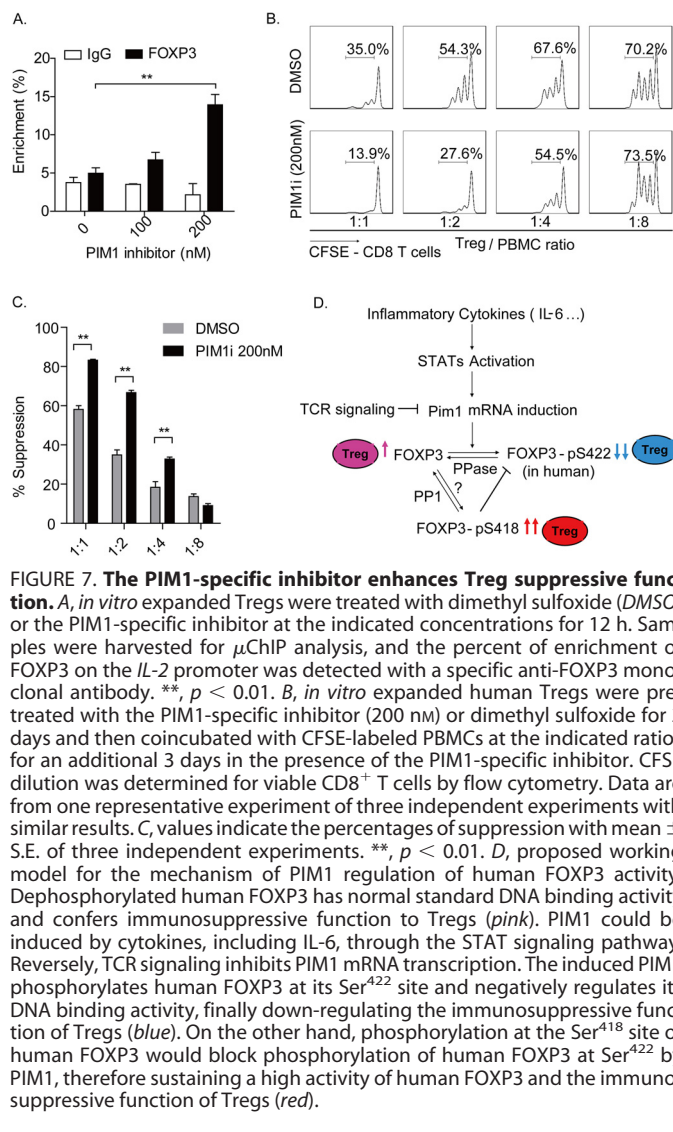 A.
IgG FOXP3
**
Enrichment (%)
20
15
10
5
0
0 100 200
PIM1 inhibitor (nM)
B.
DMSO
35.0% 54.3% 67.6% 70.2%
PIM1i (200nM)
13.9% 27.6% 54.5% 73.5%
1:1 1:2 1:4 1:8
CFSE - CD8 T cells Treg / PBMC ratio
C.
DMSO
PIM1i 200nM
% Suppression
100
80
60
40
20
0
** ** **
1:1 1:2 1:4 1:8
D.
Inflammatory Cytokines ( IL-6 ...)
STATs Activation
TCR signaling Pim1 mRNA induction
Treg FOXP3 FOXP3 - pS422 Treg
PPase (in human)
PP1 ?
FOXP3- pS418 Treg
FIGURE 7. The PIM1-specific inhibitor enhances Treg suppressive func
tion. A, in vitro expanded Tregs were treated with dimethyl sulfoxide (DMSO
or the PIM1-specific inhibitor at the indicated concentrations for 12 h. Sam
ples were harvested for μChIP analysis, and the percent of enrichment o
FOXP3 on the IL-2 promoter was detected with a specific anti-FOXP3 mono
clonal antibody. **, p < 0.01. B, in vitro expanded human Tregs were pre
treated with the PIM1-specific inhibitor (200 nM) or dimethyl sulfoxide for
days and then coincubated with CFSE-labeled PBMCs at the indicated ratio
for an additional 3 days in the presence of the PIM1-specific inhibitor. CFS
dilution was determined for viable CD8⁺ T cells by flow cytometry. Data ar
from one representative experiment of three independent experiments with
similar results. C, values indicate the percentages of suppression with mean ±
S.E. of three independent experiments. **, p < 0.01. D, proposed working
model for the mechanism of PIM1 regulation of human FOXP3 activity
Dephosphorylated human FOXP3 has normal standard DNA binding activit
and confers immunosuppressive function to Tregs (pink). PIM1 could b
induced by cytokines, including IL-6, through the STAT signaling pathway
Reversely, TCR signaling inhibits PIM1 mRNA transcription. The induced PIM
phosphorylates human FOXP3 at its Ser⁴²² site and negatively regulates it
DNA binding activity, finally down-regulating the immunosuppressive func
tion of Tregs (blue). On the other hand, phosphorylation at the Ser⁴¹⁸ site o
human FOXP3 would block phosphorylation of human FOXP3 at Ser⁴²² b
PIM1, therefore sustaining a high activity of human FOXP3 and the immuno
suppressive function of Tregs (red).